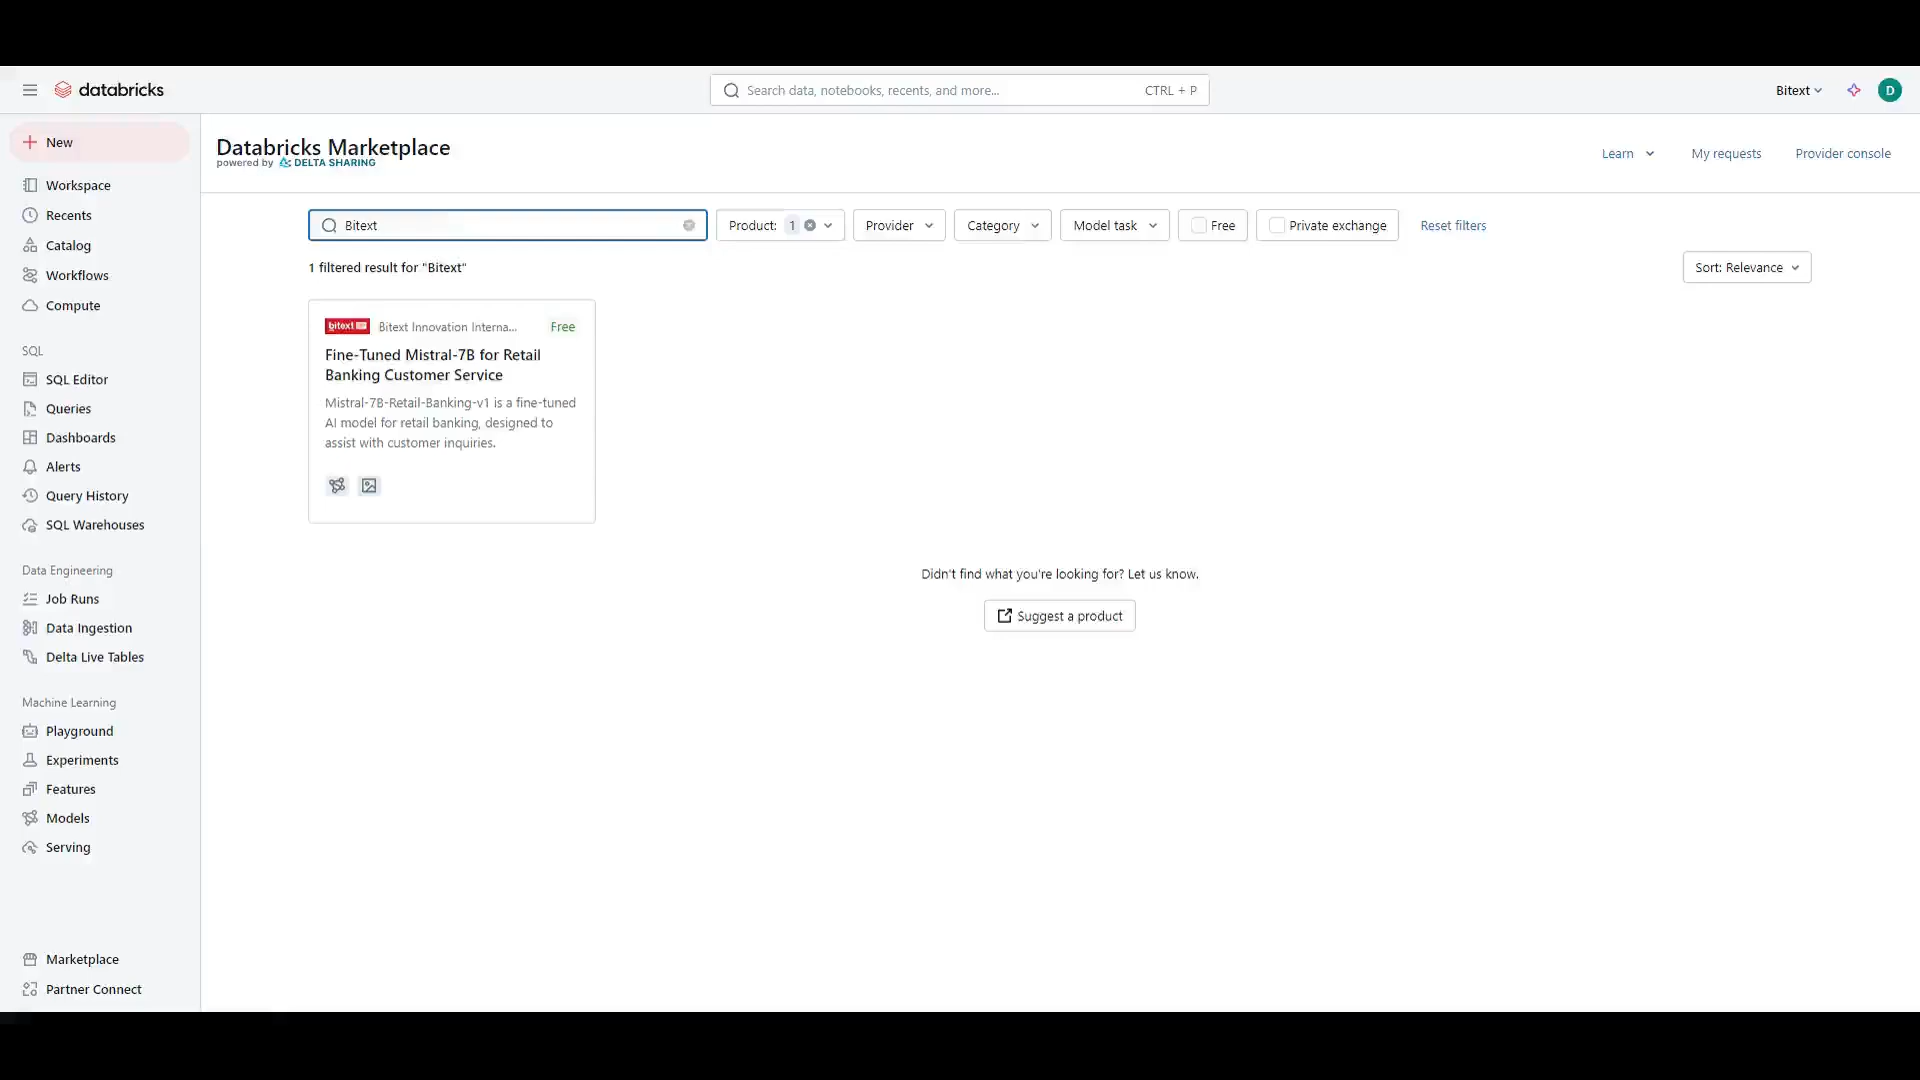 databricks
Search data, notebooks, recents, and more...
CTRL + P
Bitext
D
New
Workspace
Recents
Catalog
Workflows
Compute
SQL
SQL Editor
Queries
Dashboards
Alerts
Query History
SQL Warehouses
Data Engineering
Job Runs
Data Ingestion
Delta Live Tables
Machine Learning
Playground
Experiments
Features
Models
Serving
Marketplace
Partner Connect
Databricks Marketplace
powered by DELTA SHARING
Learn
My requests
Provider console
Bitext
Product: 1
Provider
Category
Model task
Free
Private exchange
Reset filters
1 filtered result for "Bitext"
Sort: Relevance
bitext
Bitext Innovation Interna...
Free
Fine-Tuned Mistral-7B for Retail
Banking Customer Service
Mistral-7B-Retail-Banking-v1 is a fine-tuned
AI model for retail banking, designed to
assist with customer inquiries.
Didn't find what you're looking for? Let us know.
Suggest a product